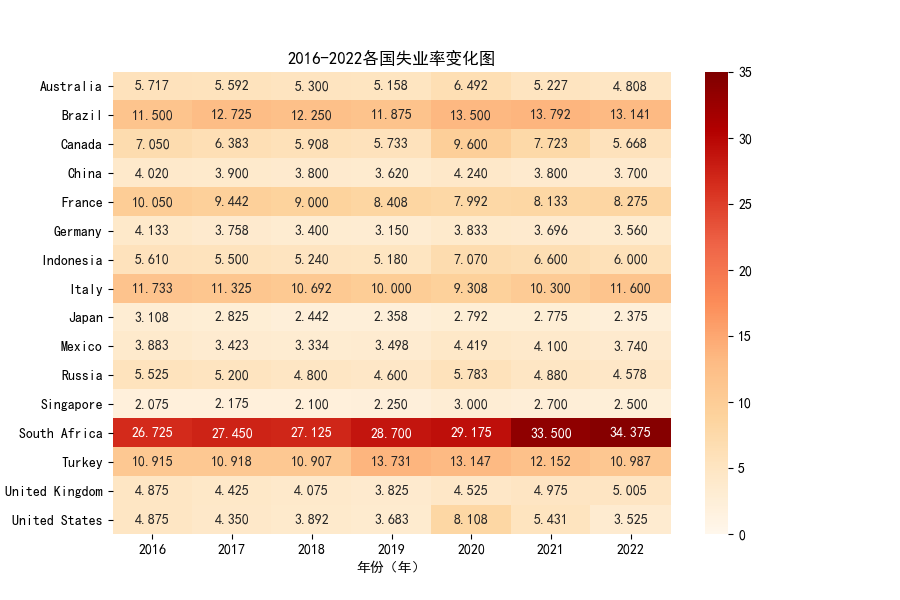 2016-2022各国失业率变化图
Australia 5.717 5.592 5.300 5.158 6.492 5.227 4.808
Brazil 11.500 12.725 12.250 11.875 13.500 13.792 13.141
Canada 7.050 6.383 5.908 5.733 9.600 7.723 5.668
China 4.020 3.900 3.800 3.620 4.240 3.800 3.700
France 10.050 9.442 9.000 8.408 7.992 8.133 8.275
Germany 4.133 3.758 3.400 3.150 3.833 3.696 3.560
Indonesia 5.610 5.500 5.240 5.180 7.070 6.600 6.000
Italy 11.733 11.325 10.692 10.000 9.308 10.300 11.600
Japan 3.108 2.825 2.442 2.358 2.792 2.775 2.375
Mexico 3.883 3.423 3.334 3.498 4.419 4.100 3.740
Russia 5.525 5.200 4.800 4.600 5.783 4.880 4.578
Singapore 2.075 2.175 2.100 2.250 3.000 2.700 2.500
South Africa 26.725 27.450 27.125 28.700 29.175 33.500 34.375
Turkey 10.915 10.918 10.907 13.731 13.147 12.152 10.987
United Kingdom 4.875 4.425 4.075 3.825 4.525 4.975 5.005
United States 4.875 4.350 3.892 3.683 8.108 5.431 3.525
2016 2017 2018 2019 2020 2021 2022
年份（年）
35
30
25
20
15
10
5
0